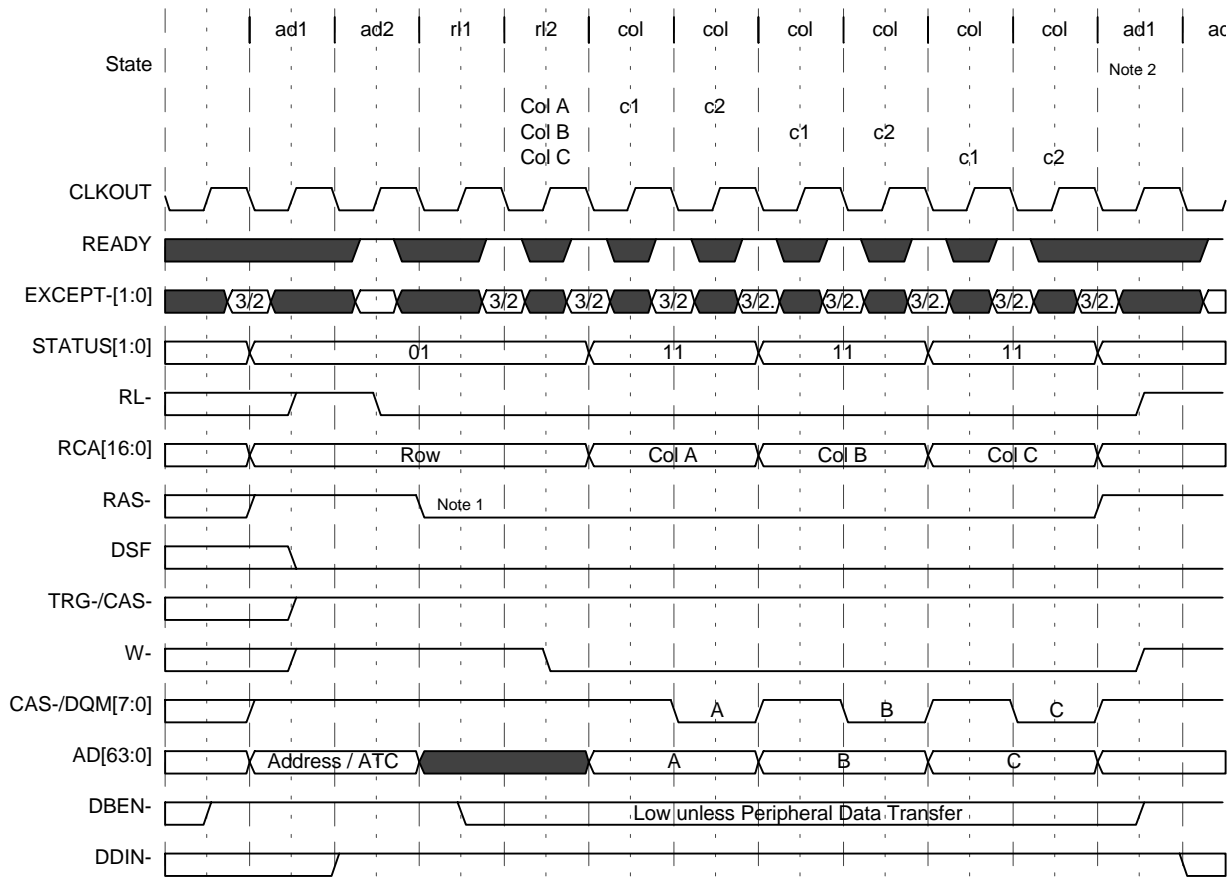 ad1 ad2 rl1 rl2 col col col col col col ad1
State Note 2
Col A c1 c2
Col B c1 c2
Col C c1 c2
CLKOUT
READY
EXCEPT-[1:0] 3/2 3/2 3/2 3/2 3/2. 3/2. 3/2. 3/2. 3/2.
STATUS[1:0] 01 11 11 11
RL-
RCA[16:0] Row Col A Col B Col C
RAS- Note 1
DSF
TRG-/CAS-
W-
CAS-/DQM[7:0] A B C
AD[63:0] Address / ATC A B C
DBEN- Low unless Peripheral Data Transfer
DDIN-